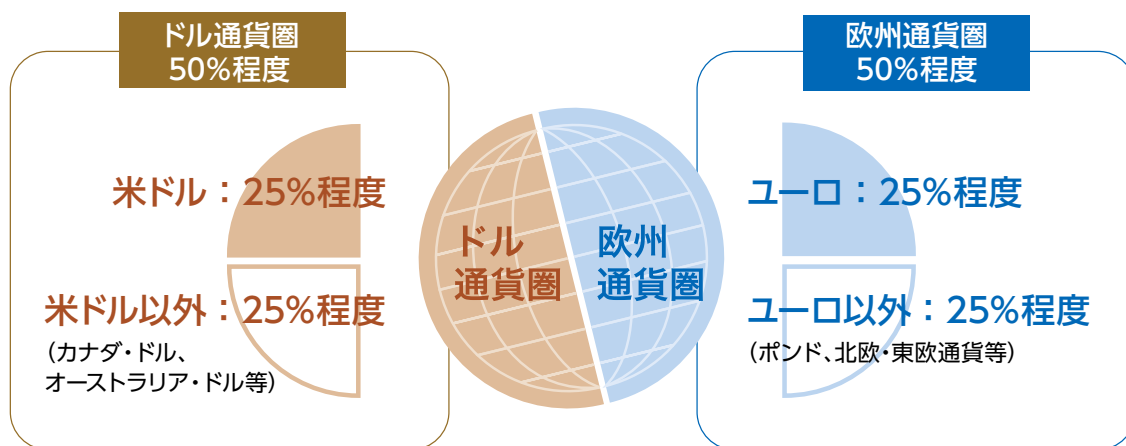 ドル通貨圏
50%程度
米ドル：25%程度
米ドル以外：25%程度
（カナダ・ドル、
オーストラリア・ドル等）
ドル
通貨圏
欧州
通貨圏
欧州通貨圏
50%程度
ユーロ：25%程度
ユーロ以外：25%程度
（ポンド、北欧・東欧通貨等）